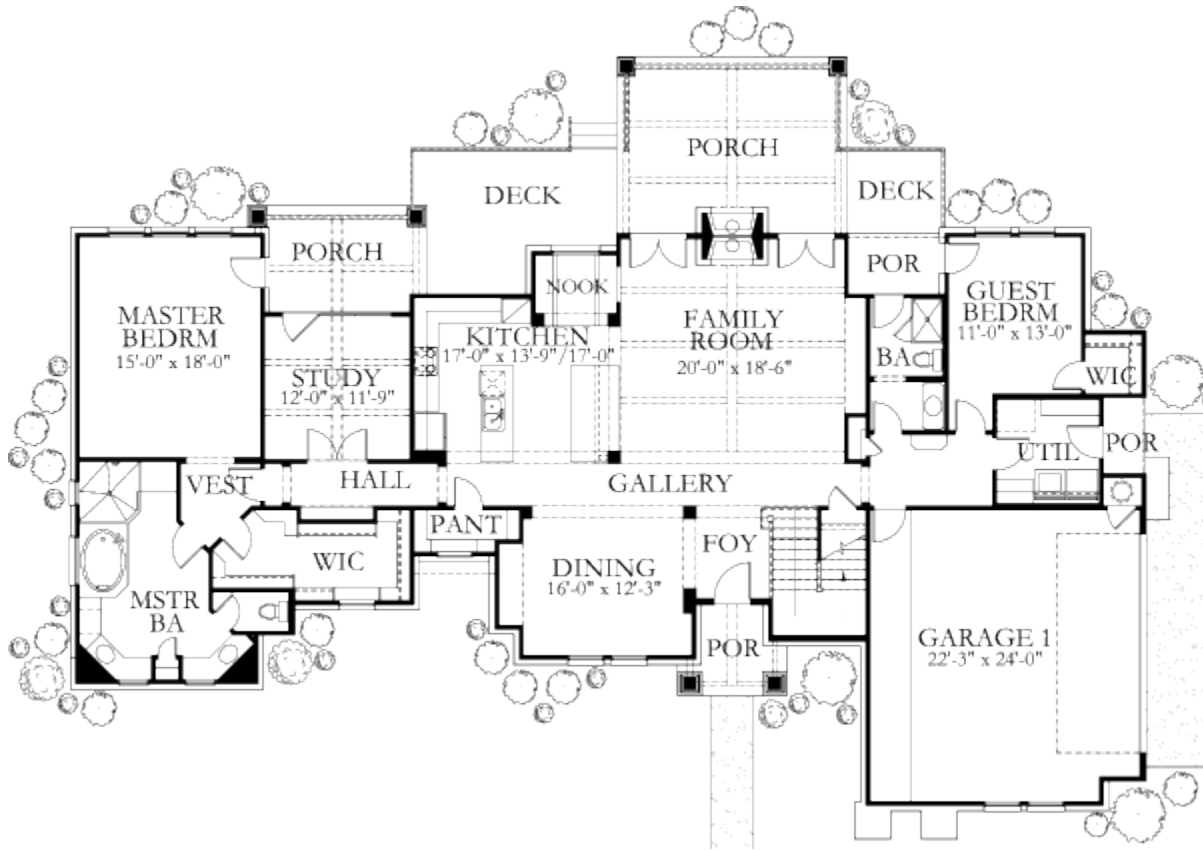 PORCH
DECK
DECK
PORCH
POR
NOOK
GUEST
BEDRM
11'-0" x 13'-0"
MASTER
BEDRM
15'-0" x 18'-0"
KITCHEN
17'-0" x 13'-9"/17'-0"
FAMILY
ROOM
20'-0" x 18'-6"
BA
STUDY
12'-0" x 11'-9"
WIC
POR
UTIL
VEST
HALL
GALLERY
PANT
FOY
WIC
DINING
16'-0" x 12'-3"
MSTR
BA
POR
GARAGE 1
22'-3" x 24'-0"